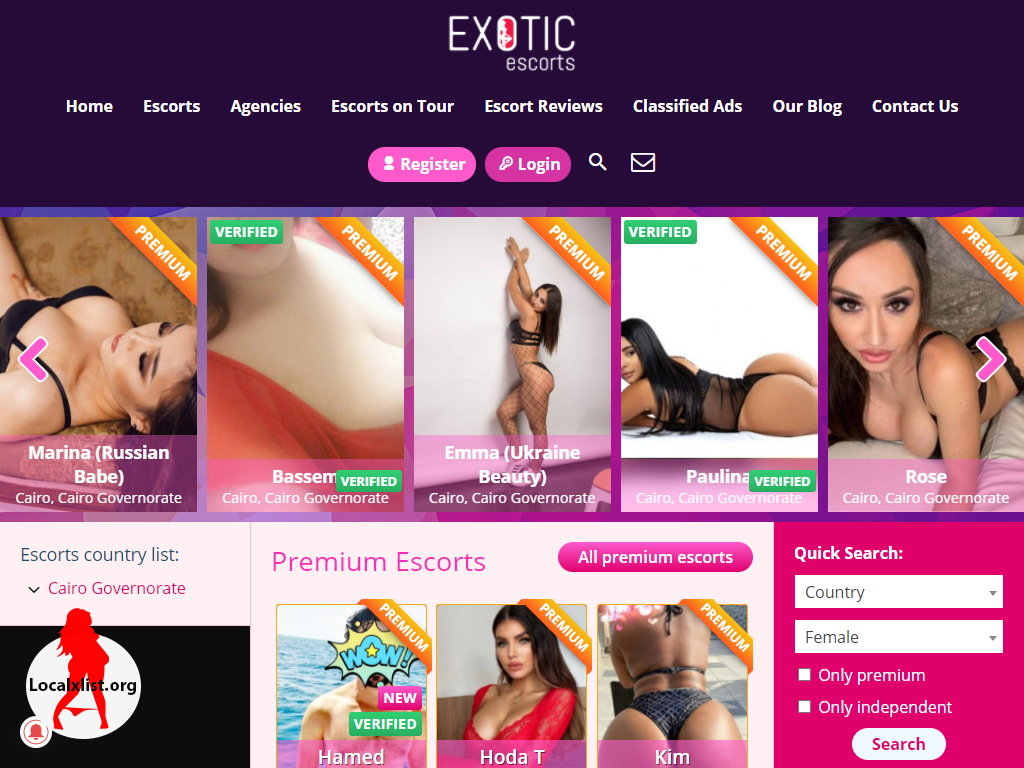 EXOTIC
escorts
Home Escorts Agencies Escorts on Tour Escort Reviews Classified Ads Our Blog Contact Us
Register Login
PREMIUM
Marina (Russian
Babe)
Cairo, Cairo Governorate
VERIFIED
PREMIUM
Bassem
VERIFIED
Cairo, Cairo Governorate
PREMIUM
Emma (Ukraine
Beauty)
Cairo, Cairo Governorate
VERIFIED
PREMIUM
Paulina
VERIFIED
Cairo, Cairo Governorate
PREMIUM
Rose
Cairo, Cairo Governorate
Escorts country list:
Cairo Governorate
Localxlist.org
Premium Escorts
All premium escorts
PREMIUM
WOW!
NEW
VERIFIED
Hamed
PREMIUM
Hoda T
PREMIUM
Kim
Quick Search:
Country
Female
Only premium
Only independent
Search